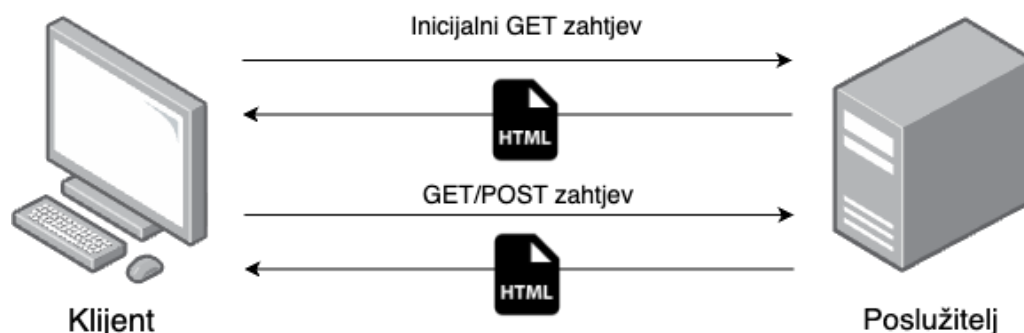 Inicijalni GET zahtjev
HTML
GET/POST zahtjev
HTML
Klijent
Poslužitelj